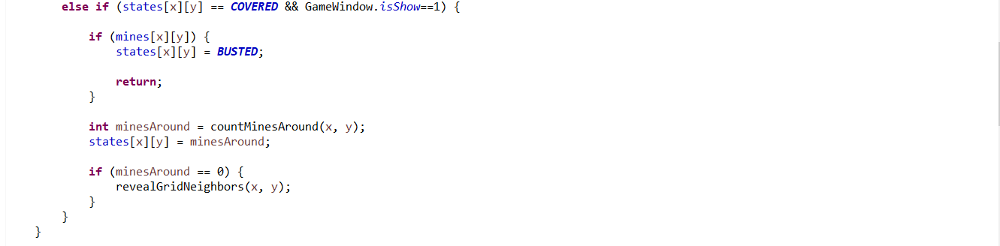 else if (states[x][y] == COVERED && GameWindow.isShow==1) {
if (mines[x][y]) {
states[x][y] = BUSTED;
return;
}
int minesAround = countMinesAround(x, y);
states[x][y] = minesAround;
if (minesAround == 0) {
revealGridNeighbors(x, y);
}
}
}